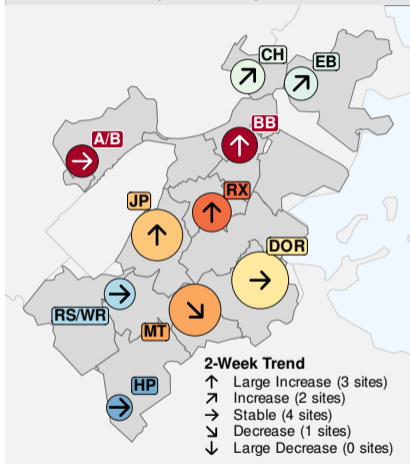 CH
EB
A/B
BB
JP
RX
DOR
RS/WR
MT
HP
2-Week Trend
↑ Large Increase (3 sites)
↗ Increase (2 sites)
→ Stable (4 sites)
↘ Decrease (1 sites)
↓ Large Decrease (0 sites)